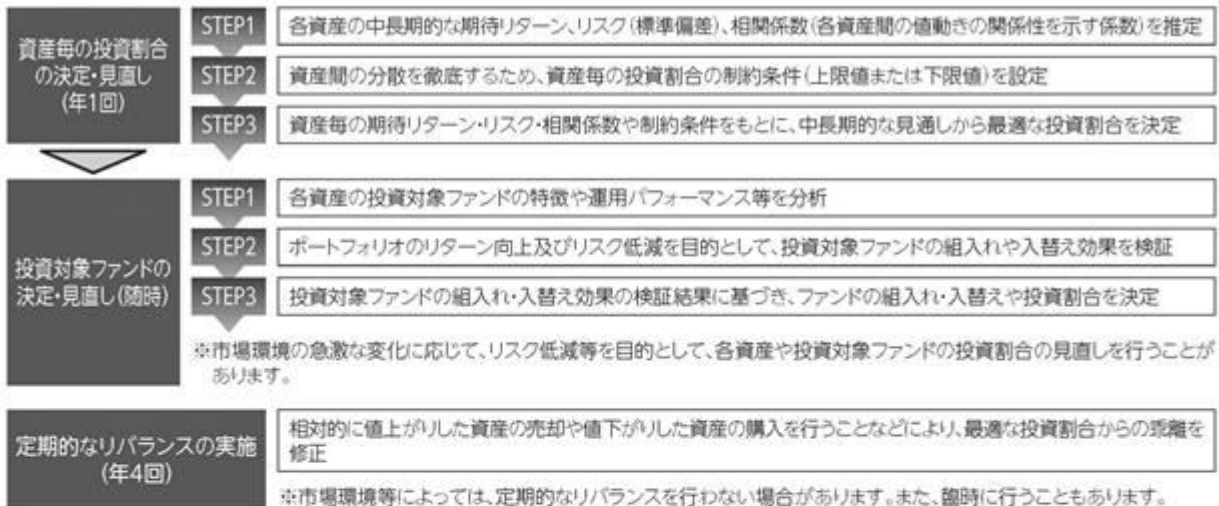 資産毎の投資割合
の決定・見直し
(年1回)
STEP1
各資産の中長期的な期待リターン、リスク(標準偏差)、相関係数(各資産間の値動きの関係性を示す係数)を推定
STEP2
資産間の分散を徹底するため、資産毎の投資割合の制約条件(上限値または下限値)を設定
STEP3
資産毎の期待リターン・リスク・相関係数や制約条件をもとに、中長期的な見通しから最適な投資割合を決定
投資対象ファンドの
決定・見直し(随時)
STEP1
各資産の投資対象ファンドの特徴や運用パフォーマンス等を分析
STEP2
ポートフォリオのリターン向上及びリスク低減を目的として、投資対象ファンドの組入れや入替え効果を検証
STEP3
投資対象ファンドの組入れ・入替え効果の検証結果に基づき、ファンドの組入れ・入替えや投資割合を決定
※市場環境の急激な変化に応じて、リスク低減等を目的として、各資産や投資対象ファンドの投資割合の見直しを行うことが
あります。
定期的なリバランスの実施
(年4回)
相対的に値上がりした資産の売却や値下がりした資産の購入を行うことなどにより、最適な投資割合からの乖離を
修正
※市場環境等によっては、定期的なリバランスを行わない場合があります。また、臨時に行うこともあります。